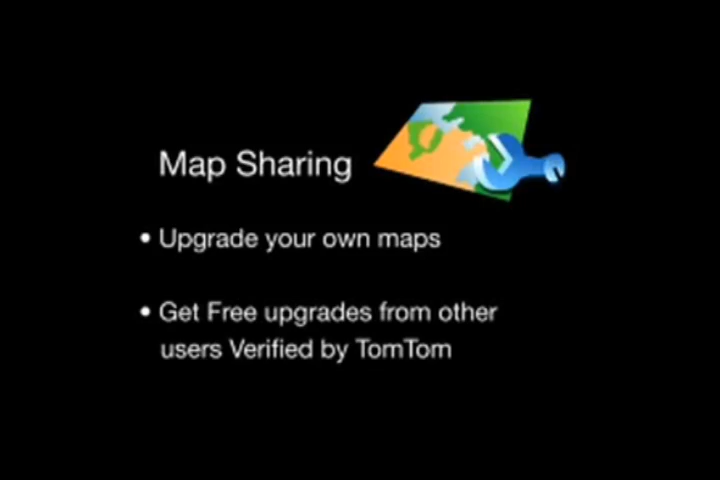 Map Sharing
• Upgrade your own maps
• Get Free upgrades from other
users Verified by TomTom